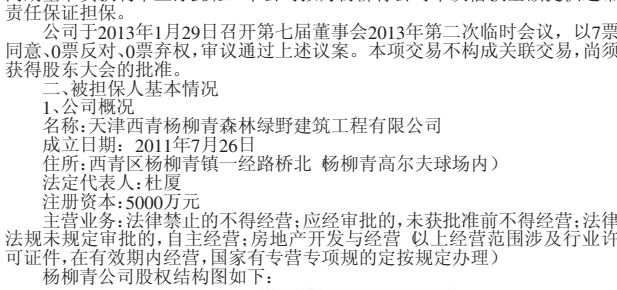 责任保证担保。
公司于2013年1月29日召开第七届董事会2013年第二次临时会议，以7票
同意、0票反对、0票弃权，审议通过上述议案。本项交易不构成关联交易，尚须
获得股东大会的批准。
二、被担保人基本情况
1、公司概况
名称：天津西青杨柳青森林绿野建筑工程有限公司
成立日期：2011年7月26日
住所：西青区杨柳青镇一经路桥北 杨柳青高尔夫球场内）
法定代表人：杜厦
注册资本：5000万元
主营业务：法律禁止的不得经营；应经审批的，未获批准前不得经营；法律
法规未规定审批的，自主经营；房地产开发与经营 以上经营范围涉及行业许
可证件，在有效期内经营，国家有专营专项规的定按规定办理）
杨柳青公司股权结构图如下：